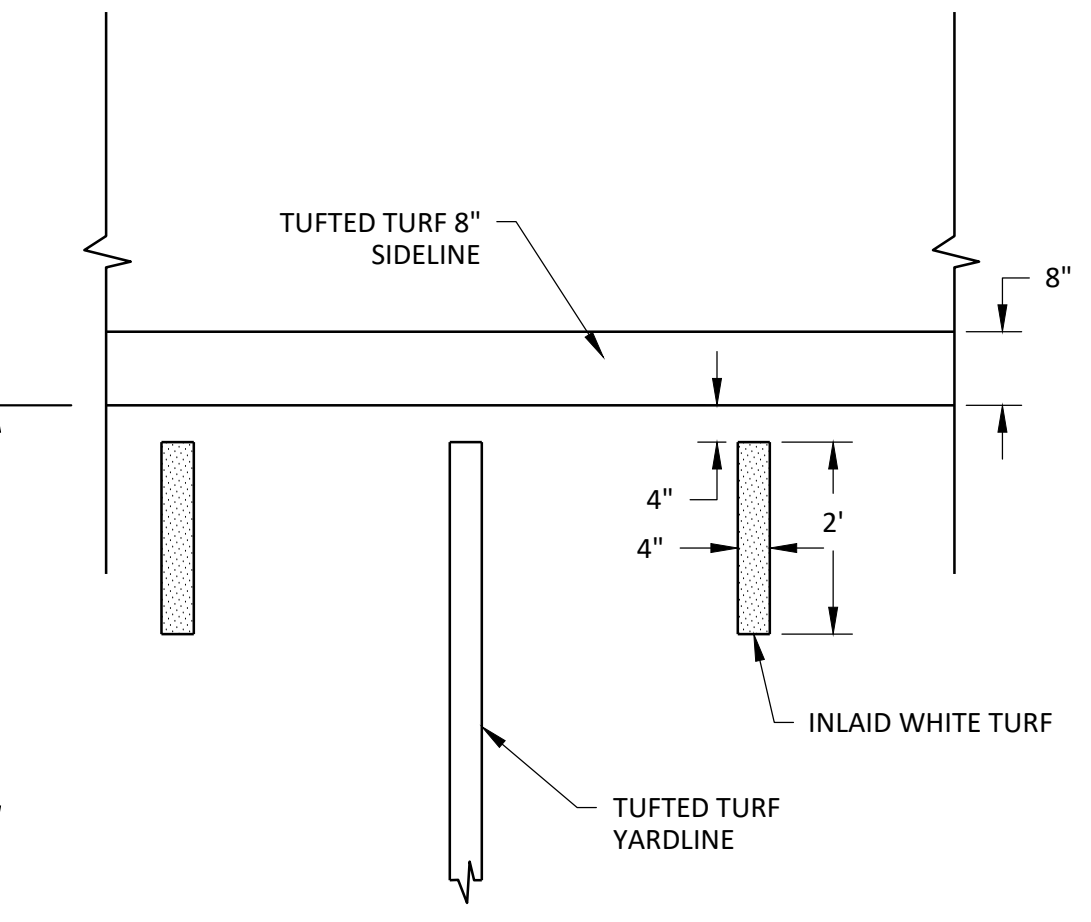 TUFTED TURF 8"
SIDELINE
8"
4"
4"
2'
INLAID WHITE TURF
TUFTED TURF
YARDLINE